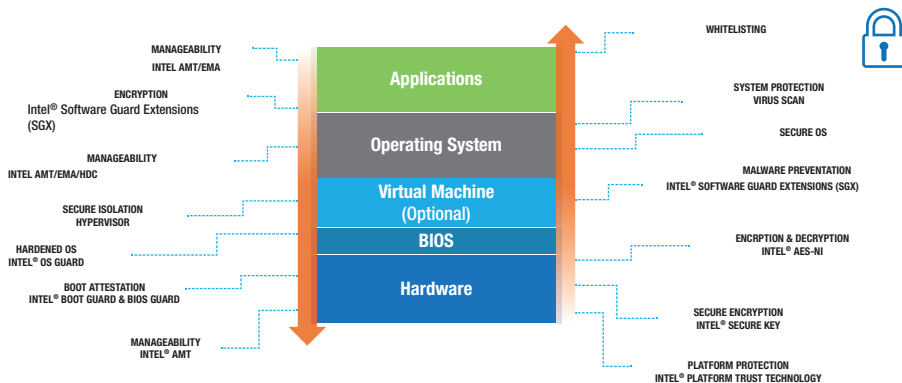 MANAGEABILITY
INTEL AMT/EMA
ENCRYPTION
Intel® Software Guard Extensions
(SGX)
MANAGEABILITY
INTEL AMT/EMA/HDC
SECURE ISOLATION
HYPERVISOR
HARDENED OS
INTEL® OS GUARD
BOOT ATTESTATION
INTEL® BOOT GUARD & BIOS GUARD
MANAGEABILITY
INTEL® AMT
Applications
Operating System
Virtual Machine
(Optional)
BIOS
Hardware
WHITELISTING
SYSTEM PROTECTION
VIRUS SCAN
SECURE OS
MALWARE PREVENTATION
INTEL® SOFTWARE GUARD EXTENSIONS (SGX)
ENCRPTION & DECRYPTION
INTEL® AES-NI
SECURE ENCRYPTION
INTEL® SECURE KEY
PLATFORM PROTECTION
INTEL® PLATFORM TRUST TECHNOLOGY